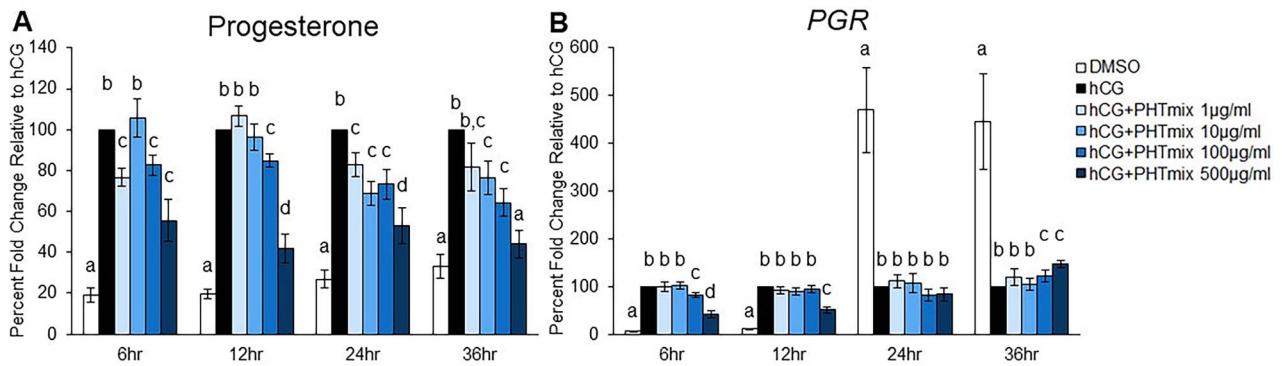 A
Progesterone
Percent Fold Change Relative to hCG
140
120
100
80
60
40
20
0
a b c b c c
a b b b c d
a b c c c d
a b b,c c c a
6hr 12hr 24hr 36hr
B
PGR
Percent Fold Change Relative to hCG
600
500
400
300
200
100
0
a b b b c d
a b b b b c
a b b b b b
a b b b c c
6hr 12hr 24hr 36hr
DMSO
hCG
hCG+PHTmix 1µg/ml
hCG+PHTmix 10µg/ml
hCG+PHTmix 100µg/ml
hCG+PHTmix 500µg/ml